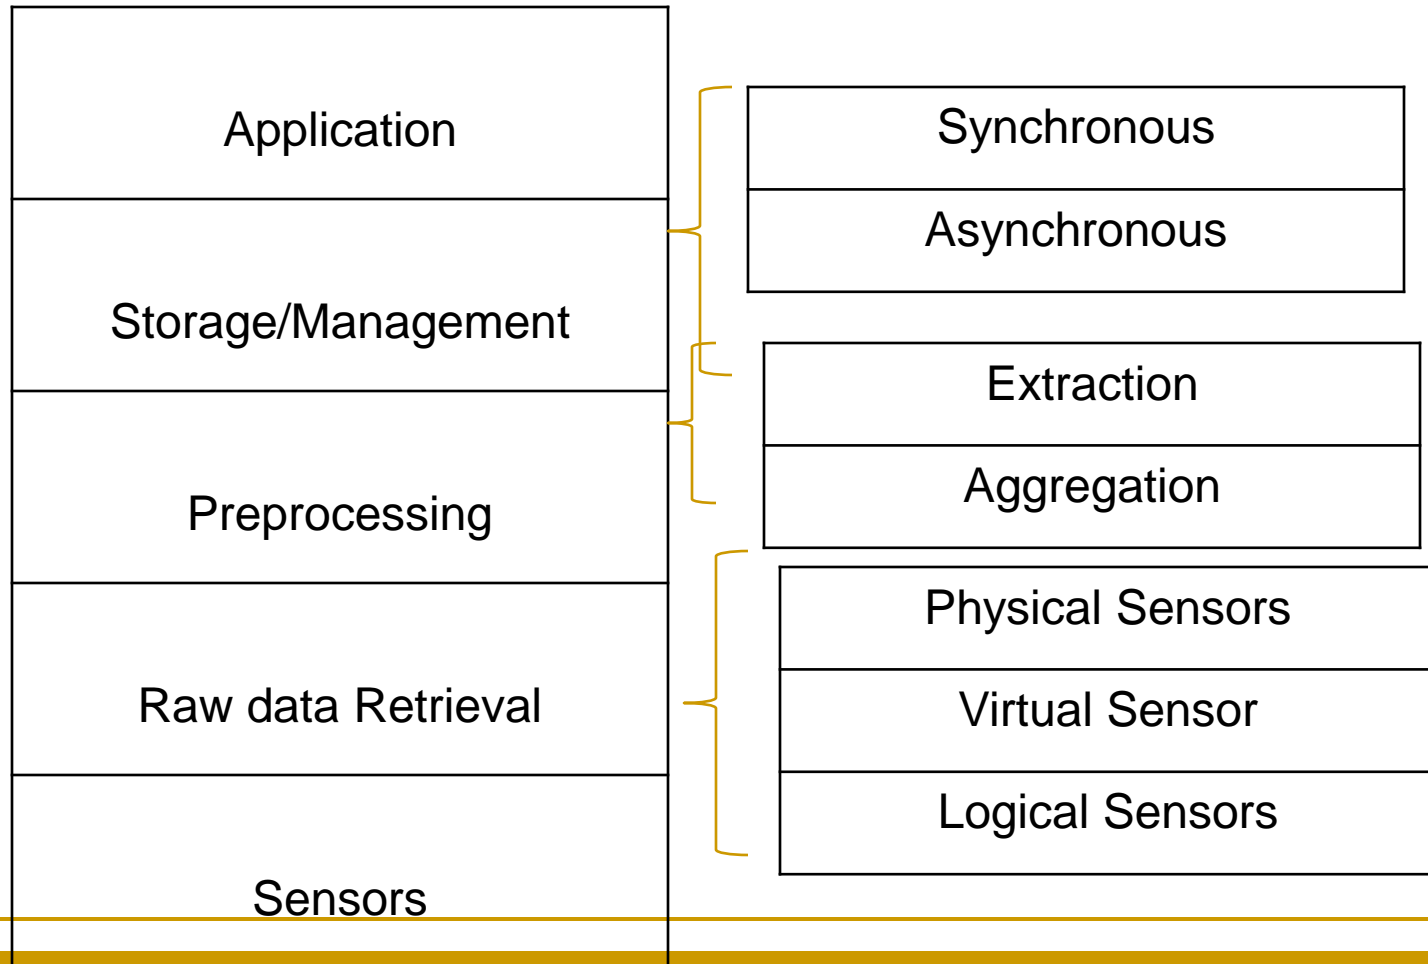 Application
Storage/Management
Preprocessing
Raw data Retrieval
Sensors
Synchronous
Asynchronous
Extraction
Aggregation
Physical Sensors
Virtual Sensor
Logical Sensors